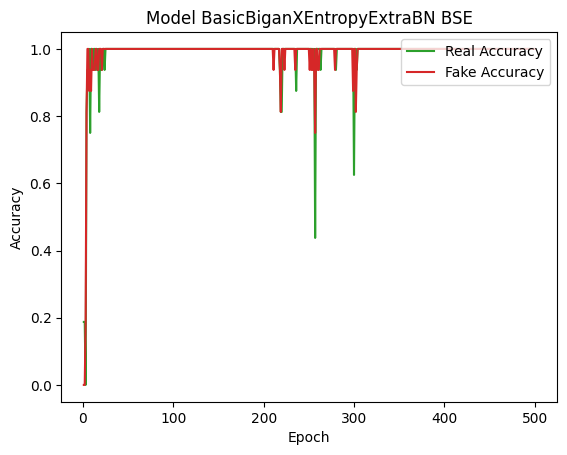 Model BasicBiganXEntropyExtraBN BSE
Real Accuracy
Fake Accuracy
1.0
0.8
0.6
0.4
0.2
0.0
Accuracy
0
100
200
300
400
500
Epoch